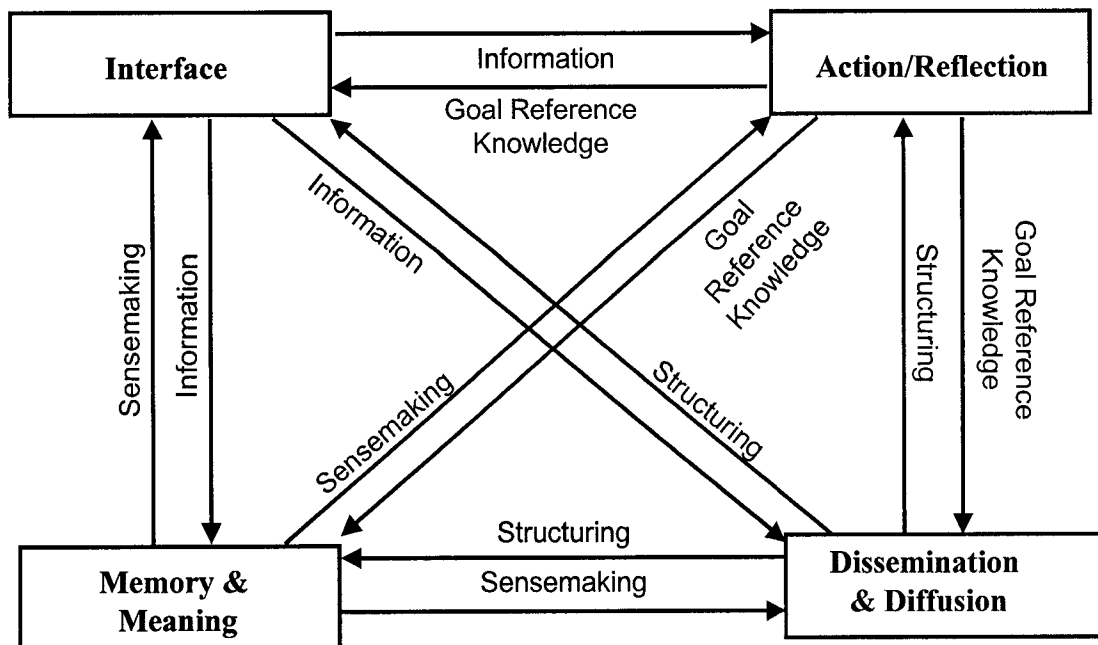 Interface
Information
Goal Reference
Knowledge
Action/Reflection
Information
Goal
Reference
Knowledge
Sensemaking
Information
Structuring
Goal Reference
Knowledge
Sensemaking
Structuring
Structuring
Sensemaking
Memory &
Meaning
Dissemination
& Diffusion